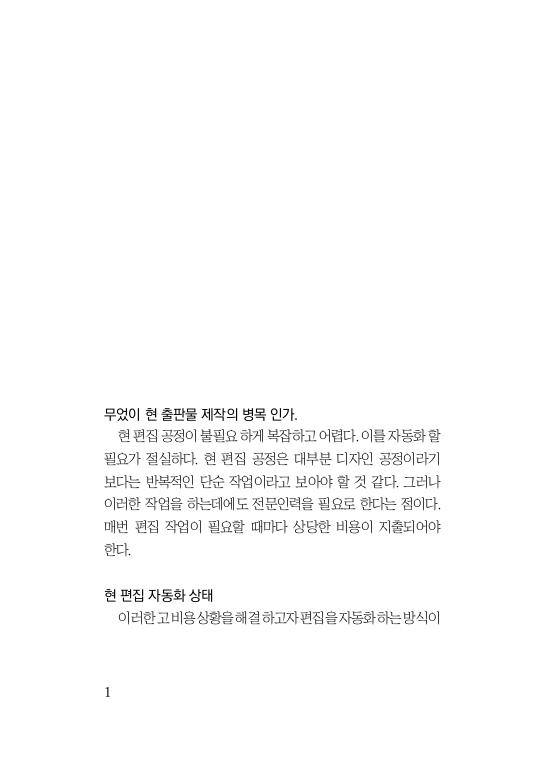 무엇이 현 출판물 제작의 병목 인가.
현 편집 공정이 불필요 하게 복잡하고 어렵다. 이를 자동화 할
필요가 절실하다. 현 편집 공정은 대부분 디자인 공정이라기
보다는 반복적인 단순 작업이라고 보아야 할 것 같다. 그러나
이러한 작업을 하는데에도 전문인력을 필요로 한다는 점이다.
매번 편집 작업이 필요할 때마다 상당한 비용이 지출되어야
한다.
현 편집 자동화 상태
이러한 고 비용 상황을 해결 하고자 편집을 자동화 하는 방식이
1